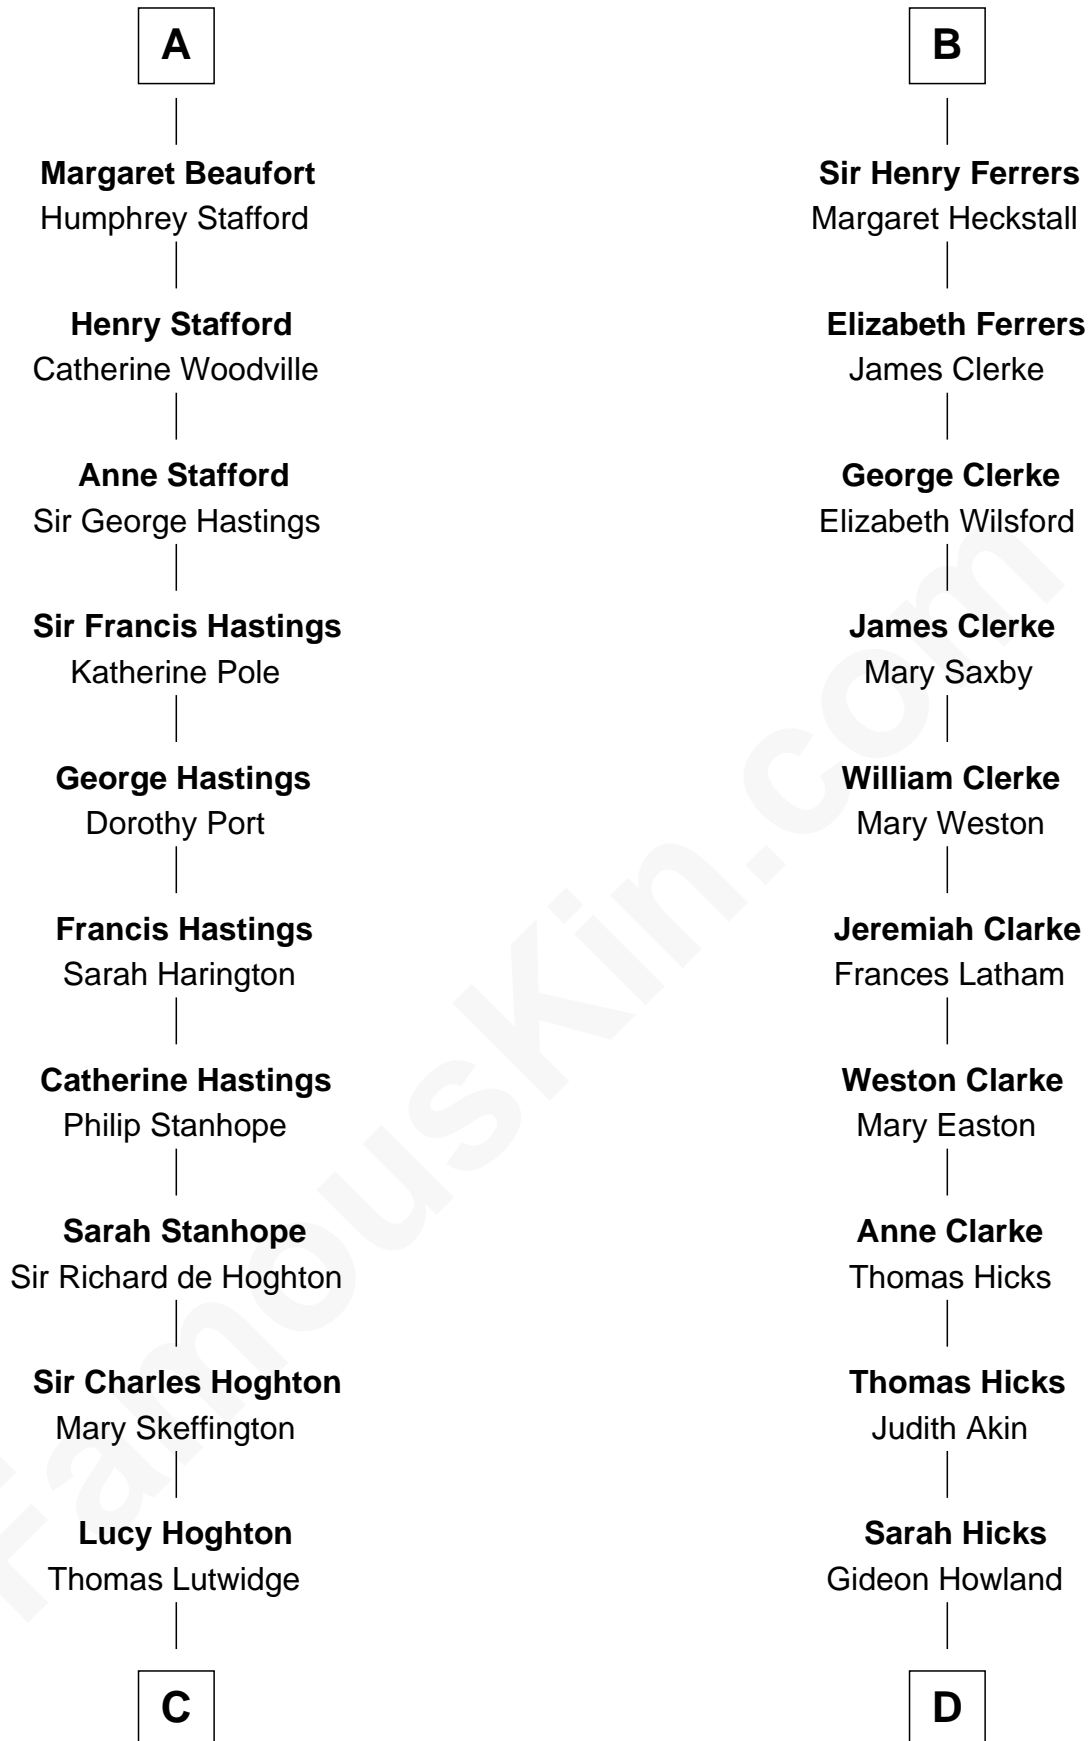 A
Margaret Beaufort
Humphrey Stafford
Henry Stafford
Catherine Woodville
Anne Stafford
Sir George Hastings
Sir Francis Hastings
Katherine Pole
George Hastings
Dorothy Port
Francis Hastings
Sarah Harington
Catherine Hastings
Philip Stanhope
Sarah Stanhope
Sir Richard de Hoghton
Sir Charles Hoghton
Mary Skeffington
Lucy Hoghton
Thomas Lutwidge
C
B
Sir Henry Ferrers
Margaret Heckstall
Elizabeth Ferrers
James Clerke
George Clerke
Elizabeth Wilsford
James Clerke
Mary Saxby
William Clerke
Mary Weston
Jeremiah Clarke
Frances Latham
Weston Clarke
Mary Easton
Anne Clarke
Thomas Hicks
Thomas Hicks
Judith Akin
Sarah Hicks
Gideon Howland
D
FamousKin.com